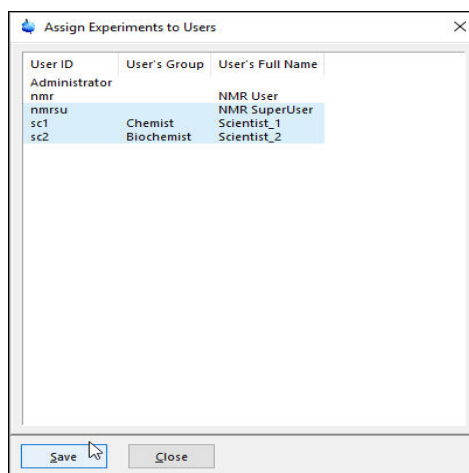 Assign Experiments to Users
User ID User's Group User's Full Name
Administrator
nmr NMR User
nmrsu NMR SuperUser
sc1 Chemist Scientist_1
sc2 Biochemist Scientist_2
Save Close